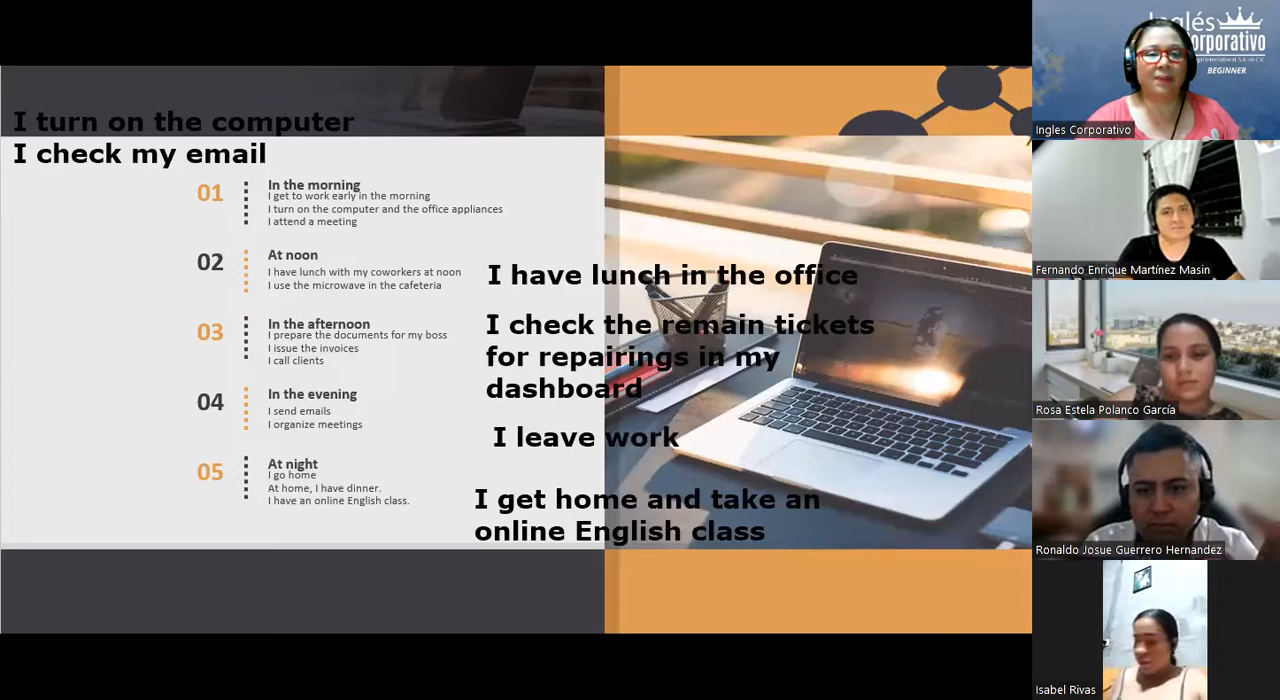 I turn on the computer
I check my email
01
In the morning
I get to work early in the morning
I turn on the computer and the office appliances
I attend a meeting
02
At noon
I have lunch with my coworkers at noon
I use the microwave in the cafeteria
03
In the afternoon
I prepare the documents for my boss
I issue the invoices
I call clients
04
In the evening
I send emails
I organize meetings
05
At night
I go home
At home, I have dinner.
I have an online English class.
I have lunch in the office
I check the remain tickets
for repairings in my
dashboard
I leave work
I get home and take an
online English class
Inglés
BEGINNER
Ingles Corporativo
Fernando Enrique Martínez Masin
Rosa Estela Polanco García
Ronaldo Josue Guerrero Hernandez
Isabel Rivas